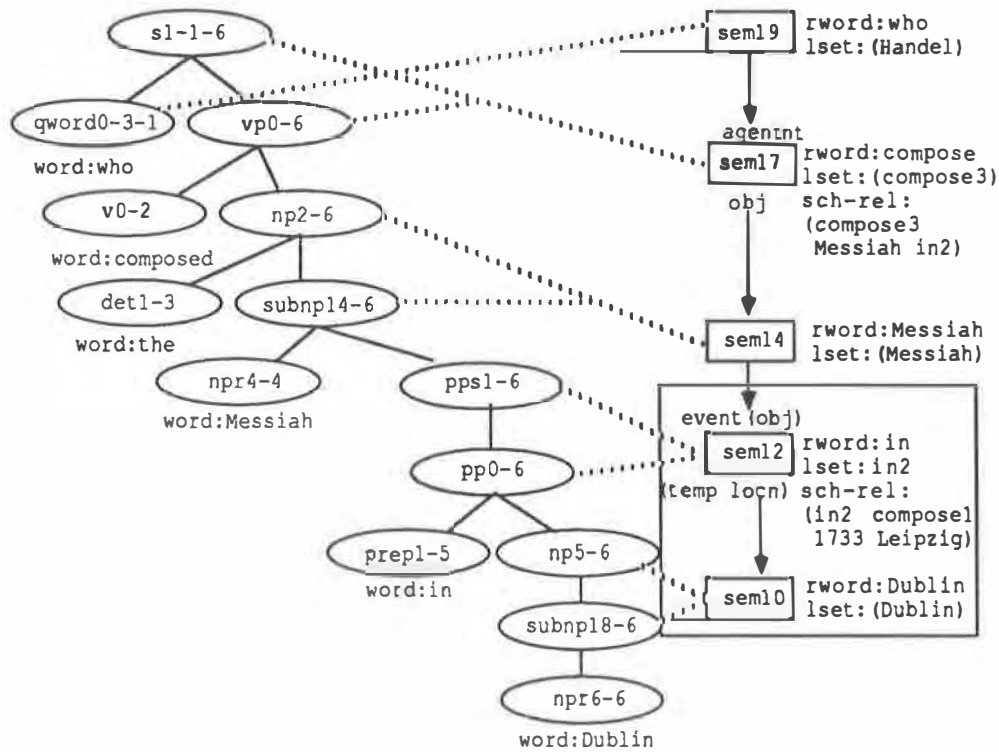 s1-1-6
sem19
rword:who
lset:(Handel)
qword0-3-1
vp0-6
word:who
agentnt
sem17
rword:compose
lset:(compose3)
sch-rel:
(compose3
Messiah in2)
obj
v0-2
np2-6
word:composed
det1-3
subnp14-6
word:the
sem14
rword:Messiah
lset:(Messiah)
npr4-4
pps1-6
word:Messiah
event(obj)
sem12
rword:in
lset:in2
(temp locn)
sch-rel:
(in2 compose1
1733 Leipzig)
pp0-6
prep1-5
np5-6
word:in
sem10
rword:Dublin
lset:(Dublin)
subnp18-6
npr6-6
word:Dublin